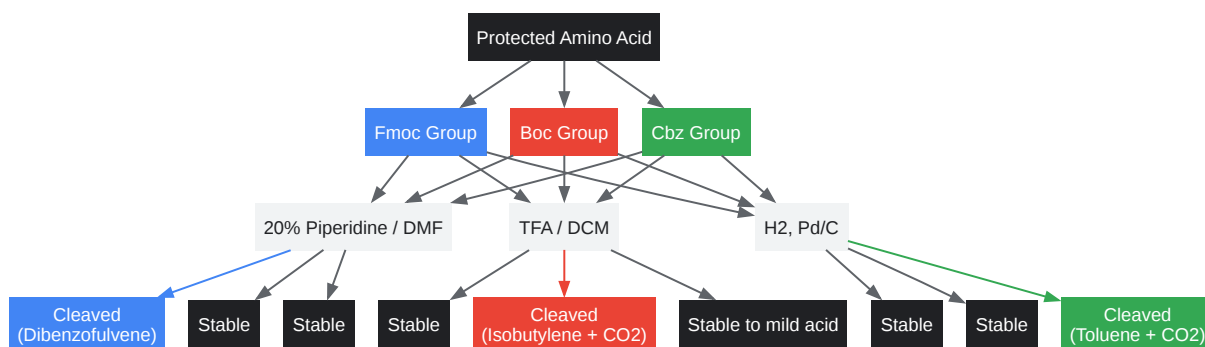 Protected Amino Acid
Fmoc Group
Boc Group
Cbz Group
20% Piperidine / DMF
TFA / DCM
H2, Pd/C
Cleaved
(Dibenzofulvene)
Stable
Stable
Stable
Cleaved
(Isobutylene + CO2)
Stable to mild acid
Stable
Stable
Cleaved
(Toluene + CO2)